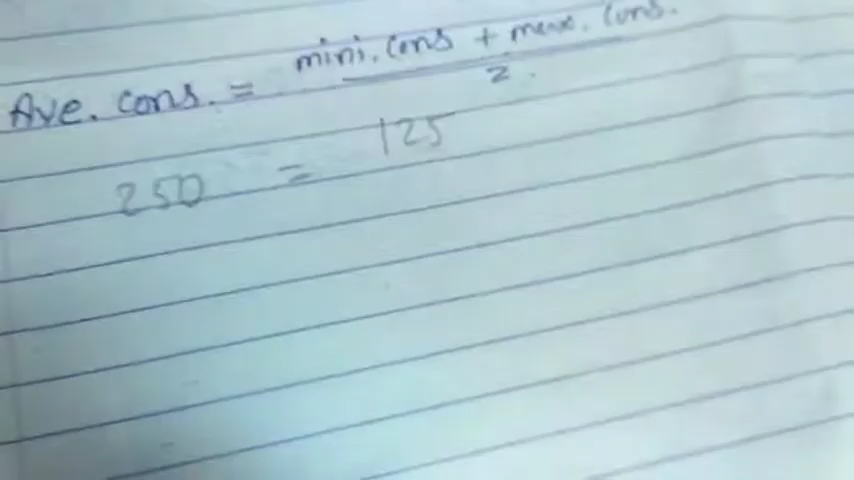 Ave. cons. = mini. cons + max. cons. / 2.
250 = 125